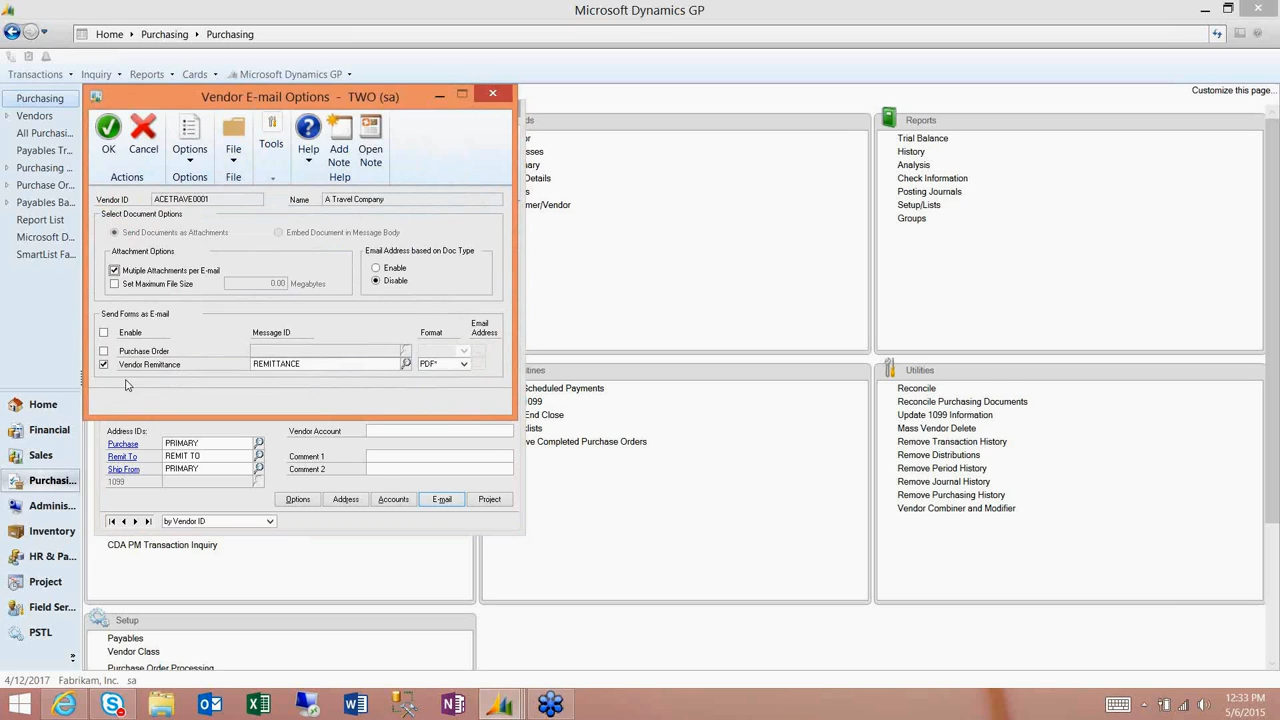 Microsoft Dynamics GP
Home Purchasing Purchasing
Transactions Inquiry Reports Cards Microsoft Dynamics GP
Customize this page...
Purchasing
Vendors
All Purchasi...
Payables Tr...
Purchasing ...
Purchase Or...
Payables Ba...
Report List
Microsoft D...
SmartList Fa...
Home
Financial
Sales
Purchasi...
Adminis...
Inventory
HR & Pa...
Project
Field Ser...
PSTL
Vendor E-mail Options - TWO (sa)
OK Cancel Options File Tools Help Add Note Open Note
Actions Options File Help
Vendor ID ACETRAVE0001 Name A Travel Company
Select Document Options
Send Documents as Attachments Embed Document in Message Body
Attachment Options
Email Address based on Doc Type
Mutiple Attachments per E-mail
Enable
Set Maximum File Size 0.00 Megabytes
Disable
Send Forms as E-mail
Enable Message ID Format Email Address
Purchase Order
Vendor Remittance REMITTANCE PDF*
Address IDs:
Vendor Account
Purchase PRIMARY
Remit To REMIT TO Comment 1
Ship From PRIMARY Comment 2
1099
Options Address Accounts E-mail Project
by Vendor ID
CDA PM Transaction Inquiry
Setup
Payables
Vendor Class
Purchase Order Processing
ds
or
sses
mary
Details
mer/Vendor
tines
Scheduled Payments
1099
End Close
klists
ve Completed Purchase Orders
Reports
Trial Balance
History
Analysis
Check Information
Posting Journals
Setup/Lists
Groups
Utilities
Reconcile
Reconcile Purchasing Documents
Update 1099 Information
Mass Vendor Delete
Remove Transaction History
Remove Distributions
Remove Period History
Remove Journal History
Remove Purchasing History
Vendor Combiner and Modifier
4/12/2017 Fabrikam, Inc. sa
12:33 PM
5/6/2015